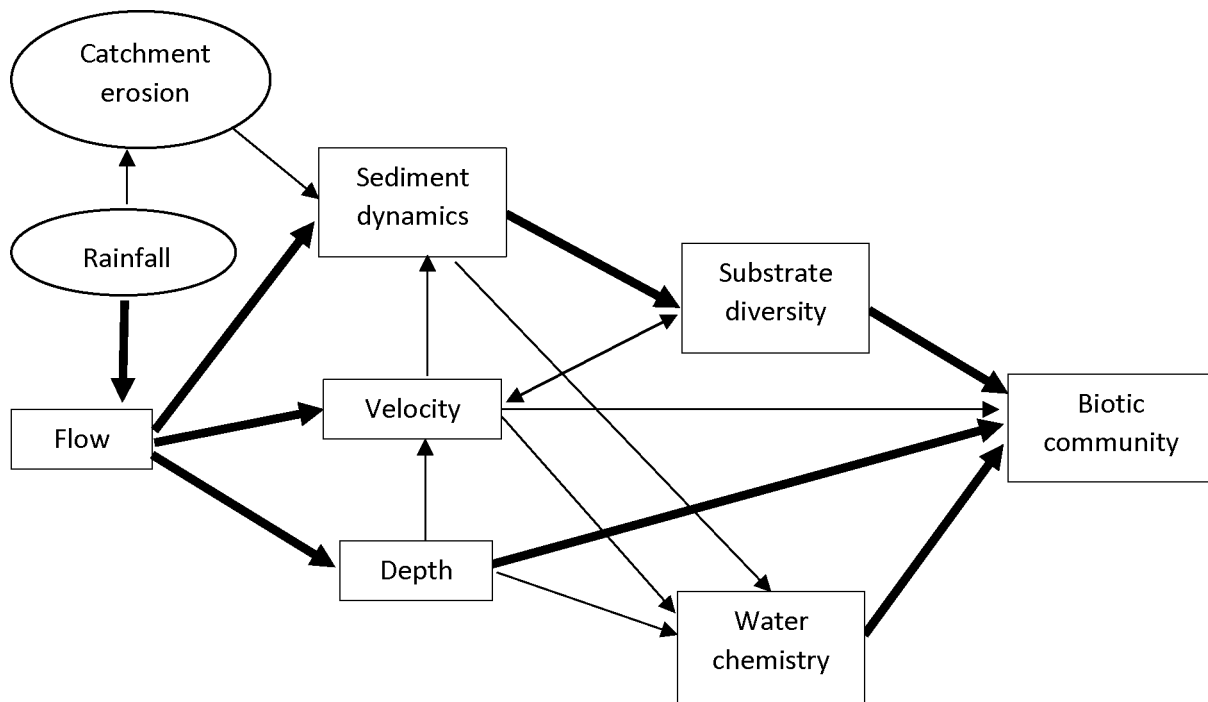 Catchment
erosion
Rainfall
Flow
Sediment
dynamics
Velocity
Depth
Substrate
diversity
Water
chemistry
Biotic
community